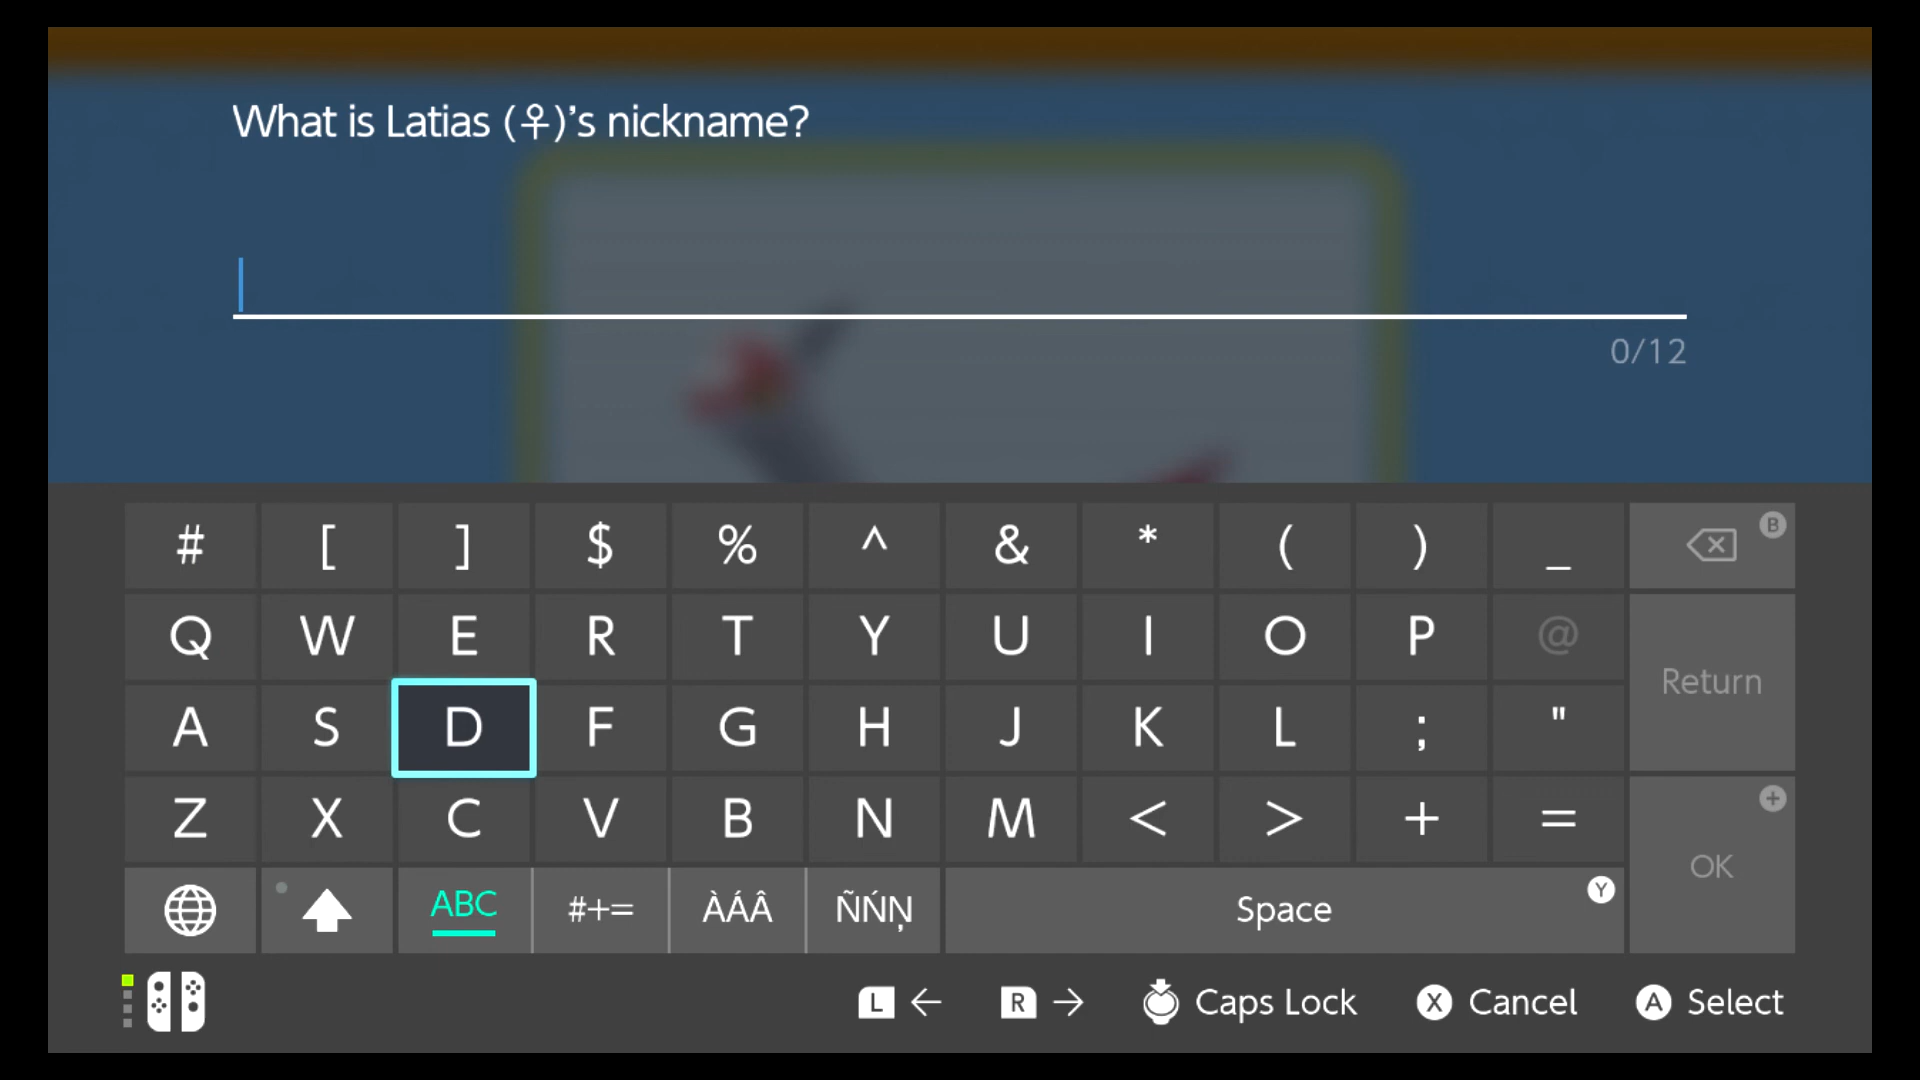 What is Latias (♀)'s nickname?
0/12
# [ ] $ % ^ & * ( ) _ B
Q W E R T Y U I O P @ Return
A S D F G H J K L ; "
Z X C V B N M < > + = + OK
ABC #+= ÀÁÂ ÑŃŅ Space Y
L ← R → Caps Lock X Cancel A Select